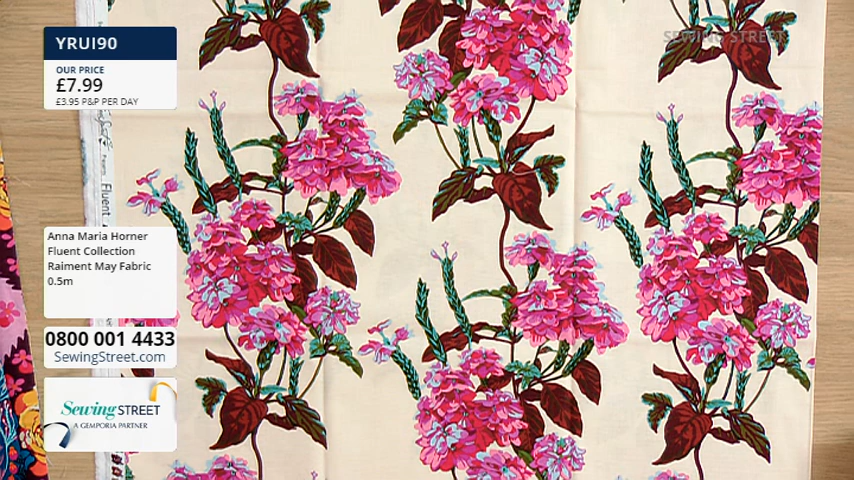 YRUI90
SEWING STREET
OUR PRICE
£7.99
£3.95 P&P PER DAY
Fluent
Anna Maria Horner
Fluent Collection
Raiment May Fabric
0.5m
0800 001 4433
SewingStreet.com
Sewing STREET
A GEMPORIA PARTNER